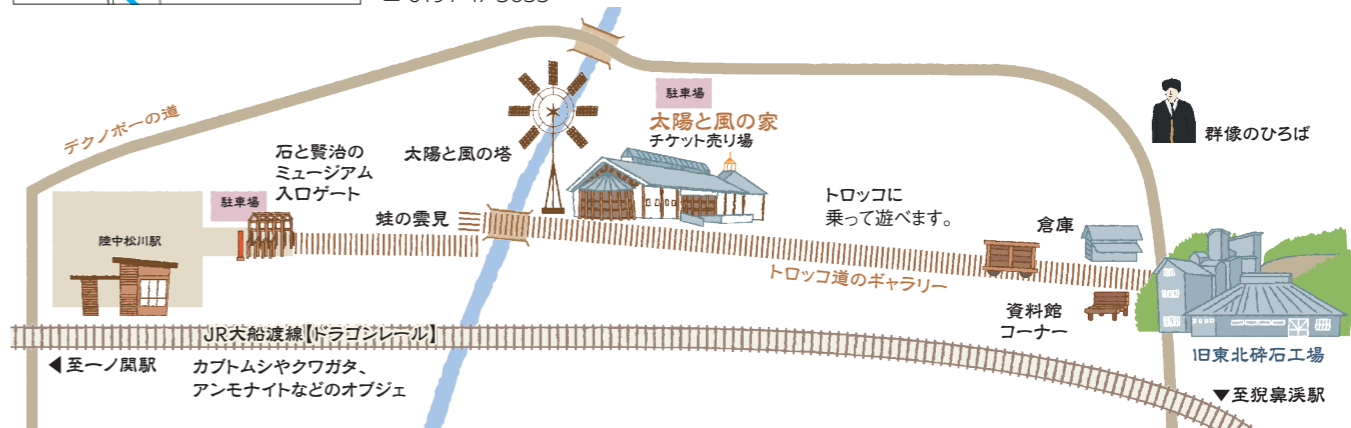 デクノボーの道
駐車場
太陽と風の家
チケット売り場
群像のひろば
石と賢治の
ミュージアム
入口ゲート
太陽と風の塔
駐車場
蛙の雲見
トロッコに
乗って遊べます。
倉庫
陸中松川駅
トロッコ道のギャラリー
資料館
コーナー
JR大船渡線【ドラゴンレール】
旧東北砕石工場
◀至一ノ関駅
カブトムシやクワガタ、
アンモナイトなどのオブジェ
▼至猊鼻渓駅